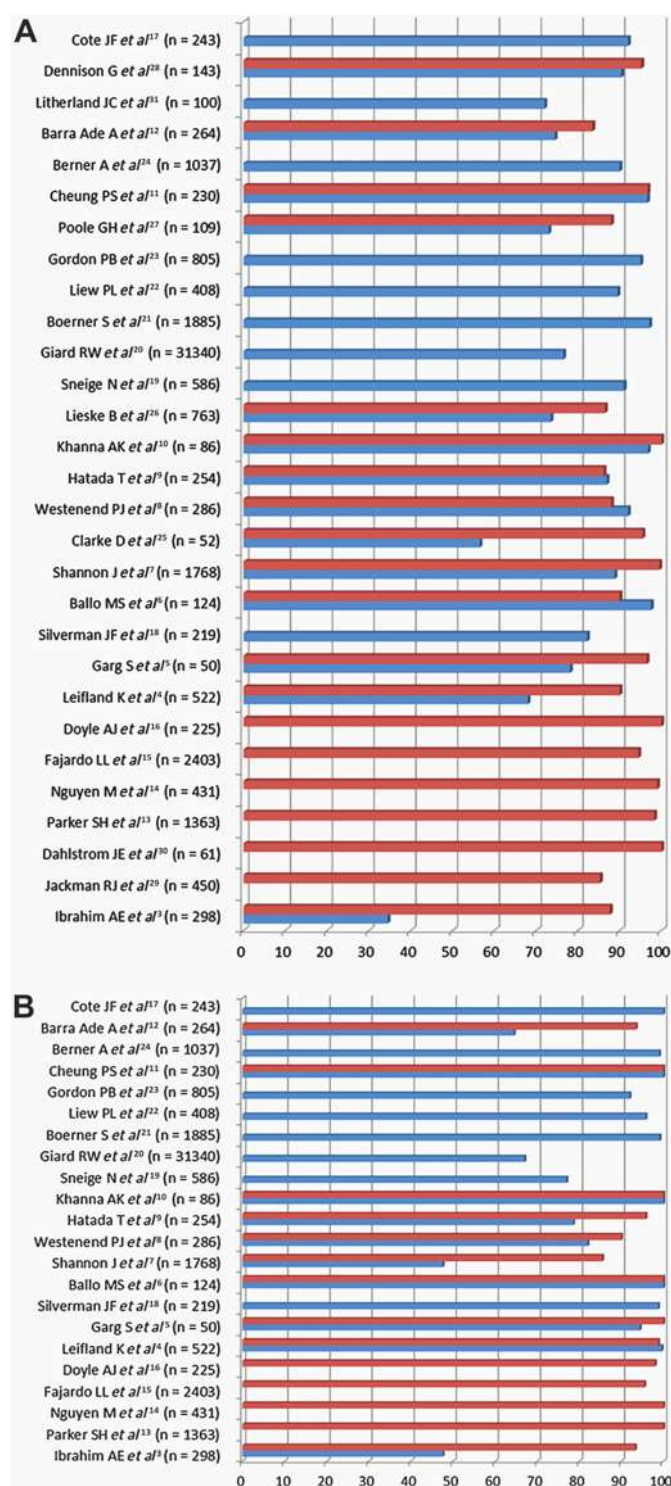 A
Cote JF et al17 (n = 243)
Dennison G et al28 (n = 143)
Litherland JC et al31 (n = 100)
Barra Ade A et al12 (n = 264)
Berner A et al24 (n = 1037)
Cheung PS et al11 (n = 230)
Poole GH et al27 (n = 109)
Gordon PB et al23 (n = 805)
Liew PL et al22 (n = 408)
Boerner S et al21 (n = 1885)
Giard RW et al20 (n = 31340)
Sneige N et al19 (n = 586)
Lieske B et al26 (n = 763)
Khanna AK et al10 (n = 86)
Hatada T et al9 (n = 254)
Westenend PJ et al8 (n = 286)
Clarke D et al25 (n = 52)
Shannon J et al7 (n = 1768)
Ballo MS et al6 (n = 124)
Silverman JF et al18 (n = 219)
Garg S et al5 (n = 50)
Leifland K et al4 (n = 522)
Doyle AJ et al16 (n = 225)
Fajardo LL et al15 (n = 2403)
Nguyen M et al14 (n = 431)
Parker SH et al13 (n = 1363)
Dahlstrom JE et al30 (n = 61)
Jackman RJ et al29 (n = 450)
Ibrahim AE et al3 (n = 298)
0 10 20 30 40 50 60 70 80 90 100
B
Cote JF et al17 (n = 243)
Barra Ade A et al12 (n = 264)
Berner A et al24 (n = 1037)
Cheung PS et al11 (n = 230)
Gordon PB et al23 (n = 805)
Liew PL et al22 (n = 408)
Boerner S et al21 (n = 1885)
Giard RW et al20 (n = 31340)
Sneige N et al19 (n = 586)
Khanna AK et al10 (n = 86)
Hatada T et al9 (n = 254)
Westenend PJ et al8 (n = 286)
Shannon J et al7 (n = 1768)
Ballo MS et al6 (n = 124)
Silverman JF et al18 (n = 219)
Garg S et al5 (n = 50)
Leifland K et al4 (n = 522)
Doyle AJ et al16 (n = 225)
Fajardo LL et al15 (n = 2403)
Nguyen M et al14 (n = 431)
Parker SH et al13 (n = 1363)
Ibrahim AE et al3 (n = 298)
0 10 20 30 40 50 60 70 80 90 100